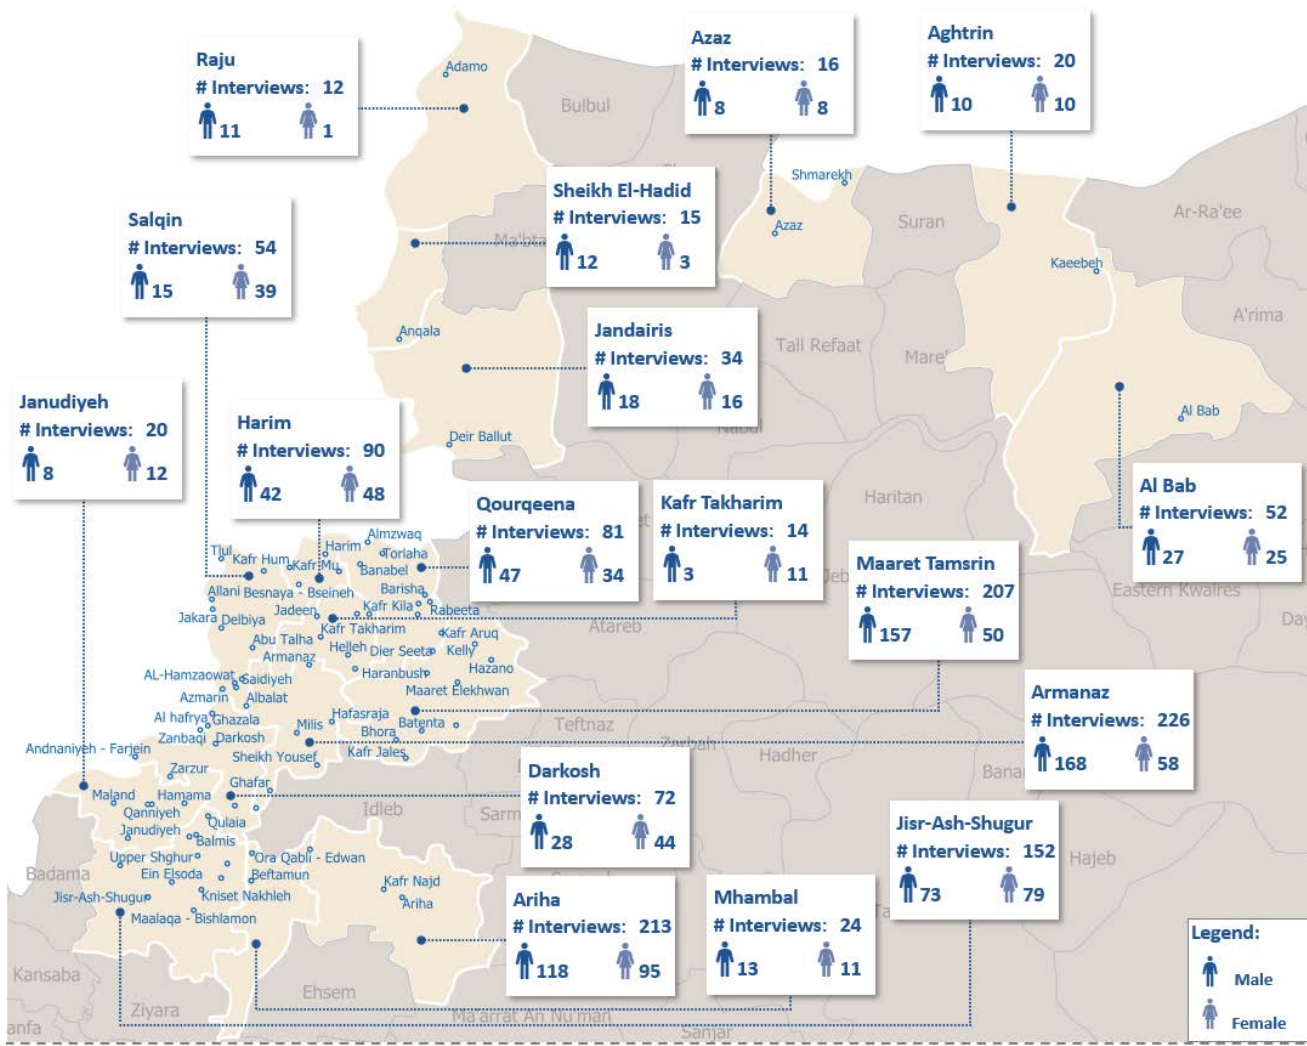 Raju
# Interviews: 12
11
1
Azaz
# Interviews: 16
8
8
Aghtrin
# Interviews: 20
10
10
Adamo
Bulbul
Sheikh El-Hadid
# Interviews: 15
12
3
Shmarekh
Azaz
Suran
Ar-Ra'ee
Salqin
# Interviews: 54
15
39
Kaeebeh
A'rima
Anqala
Jandairis
# Interviews: 34
18
16
Tall Refaat
Janudiyeh
# Interviews: 20
8
12
Harim
# Interviews: 90
42
48
Deir Ballut
Al Bab
Haritan
Qourqeena
# Interviews: 81
47
34
Kafr Takharim
# Interviews: 14
3
11
Al Bab
# Interviews: 52
27
25
Maaret Tamsrin
# Interviews: 207
157
50
Eastern Kwaires
Almzwaq
Tlul
Kafr Hum
Harim
Torlaha
Kafr Mu
Banabel
Allani
Besnaya - Bseineh
Barisha
Jakara
Delbiya
Jadeen
Kafr Kila
Rabeeta
Atareb
Abu Talha
Kafr Takharim
Kafr Aruq
Helleh
Dier Seeta
Kelly
Armanaz
Hazano
AL-Hamzaowat
Saidiyeh
Haranbush
Azmarin
Albalat
Maaret Elekhwan
Al hafrya
Ghazala
Milis
Hafasraja
Batenta
Teftnaz
Zanbaqi
Darkosh
Bhora
Zarbah
Andnaniyeh - Farjein
Sheikh Yousef
Kafr Jales
Hadher
Armanaz
# Interviews: 226
168
58
Zarzur
Ghafar
Darkosh
# Interviews: 72
28
44
Maland
Hamama
Qanniyeh
Idleb
Janudiyeh
Qulaia
Balmis
Jisr-Ash-Shugur
# Interviews: 152
73
79
Hajeb
Badama
Upper Shghur
Ora Qabli - Edwan
Ein Elsoda
Beftamun
Kafr Najd
Jisr-Ash-Shugur
Kniset Nakhleh
Ariha
Maalaqa - Bishlamon
Ariha
# Interviews: 213
118
95
Mhambal
# Interviews: 24
13
11
Kansaba
Ziyara
Ehsem
Ma'arrat An Nu'man
Sanjar
Legend:
Male
Female